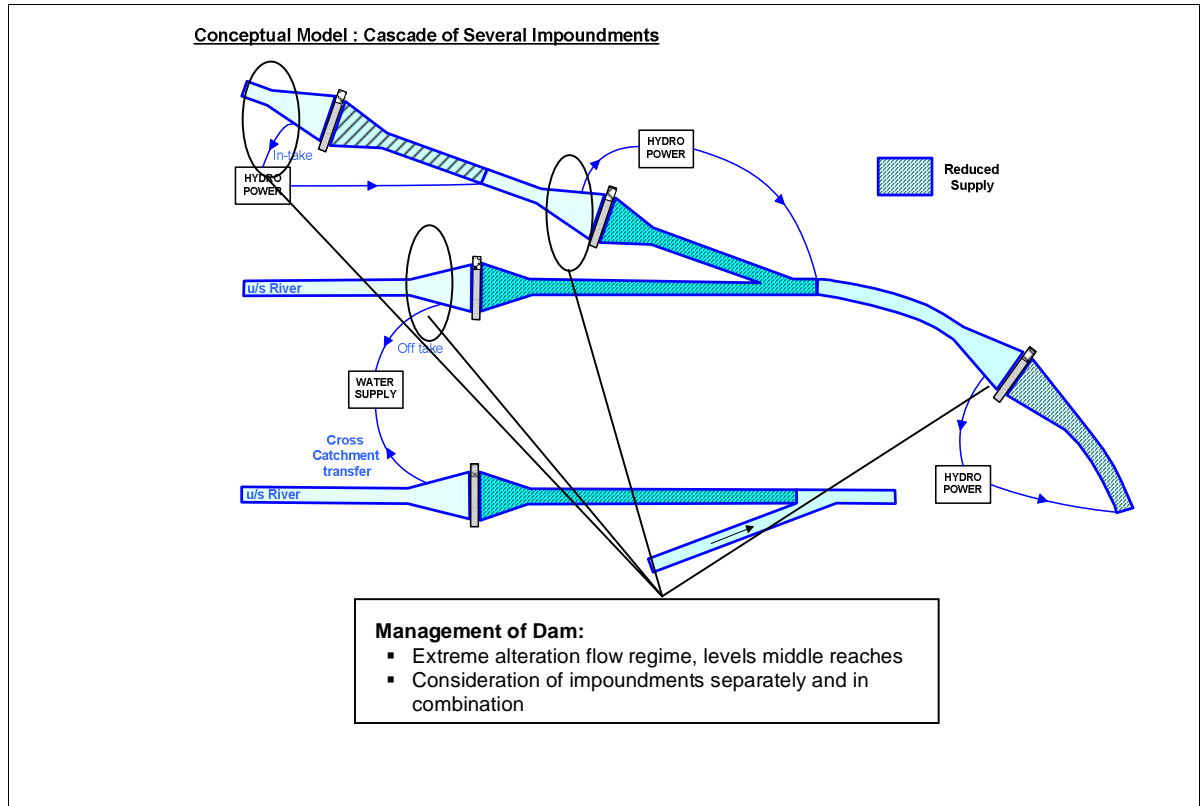 Conceptual Model : Cascade of Several Impoundments
In-take
HYDRO
POWER
HYDRO
POWER
Reduced
Supply
u/s River
Off take
WATER
SUPPLY
Cross
Catchment
transfer
u/s River
HYDRO
POWER
Management of Dam:
▪ Extreme alteration flow regime, levels middle reaches
▪ Consideration of impoundments separately and in
combination